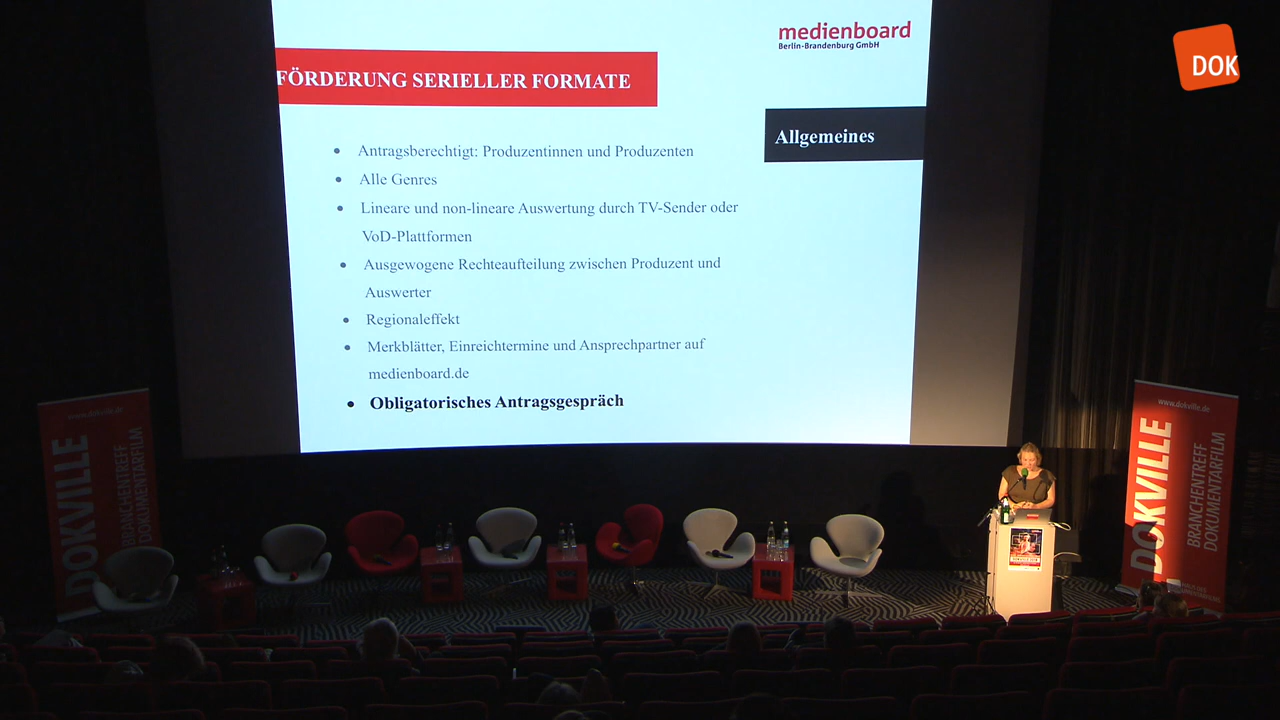 medienboard
Berlin-Brandenburg GmbH
DOK
FÖRDERUNG SERIELLER FORMATE
Allgemeines
• Antragsberechtigt: Produzentinnen und Produzenten
• Alle Genres
• Lineare und non-lineare Auswertung durch TV-Sender oder
VoD-Plattformen
• Ausgewogene Rechteaufteilung zwischen Produzent und
Auswerter
• Regionaleffekt
• Merkblätter, Einreichtermine und Ansprechpartner auf
medienboard.de
• Obligatorisches Antragsgespräch
www.dokville.de
DOKVILLE
BRANCHENTREFF
DOKUMENTARFILM
www.dokville.de
DOKVILLE
BRANCHENTREFF
DOKUMENTARFILM